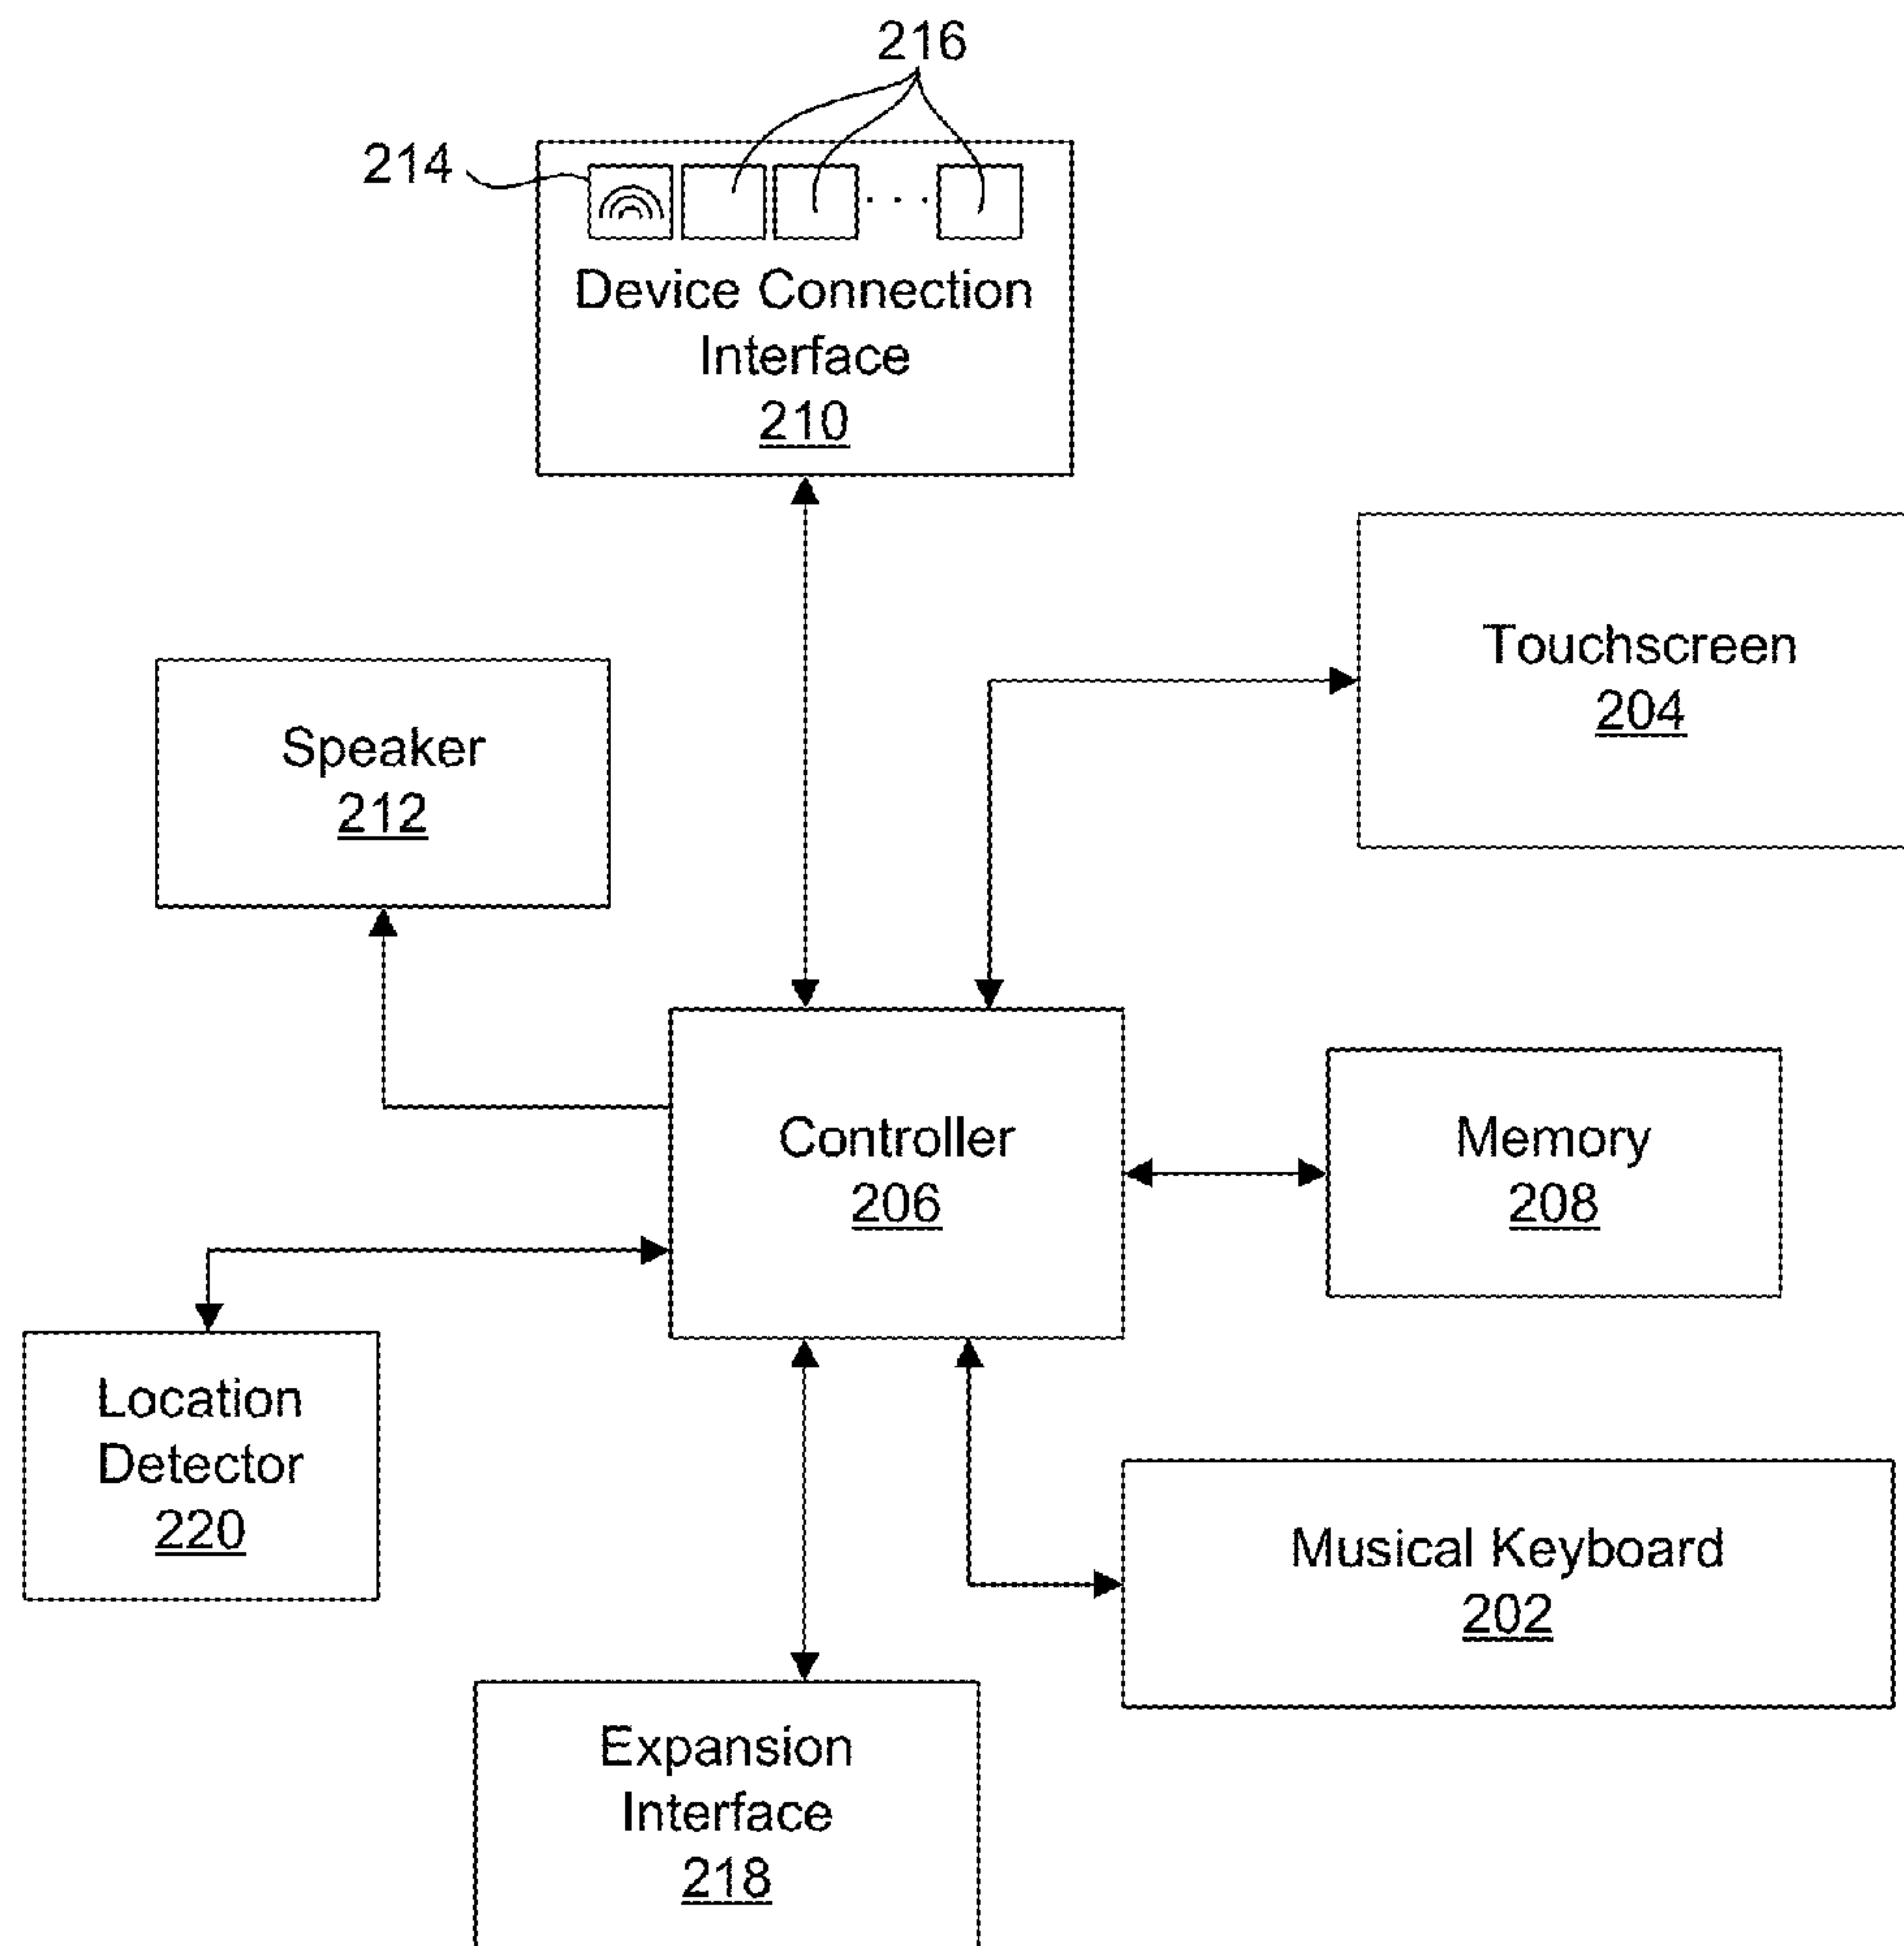 216
214
Device Connection
Interface
210
Touchscreen
204
Speaker
212
Controller
206
Memory
208
Location
Detector
220
Musical Keyboard
202
Expansion
Interface
218